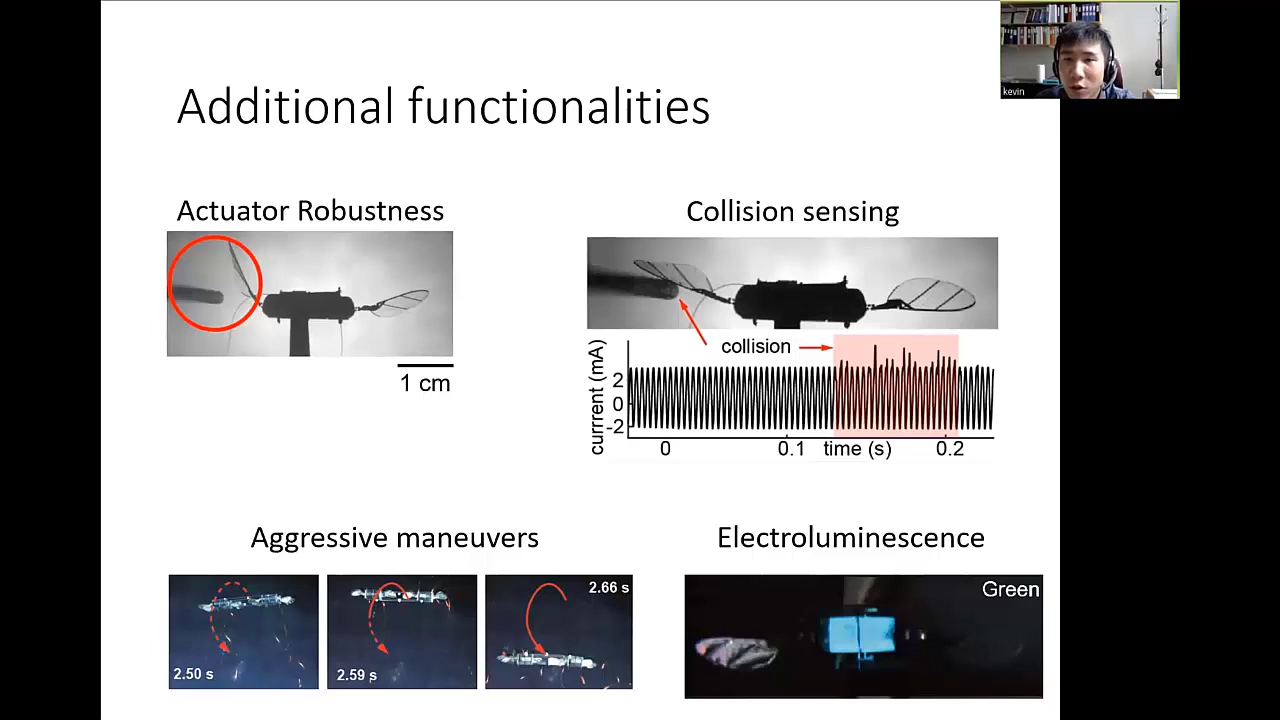 kevin
Additional functionalities
Actuator Robustness
1 cm
Collision sensing
collision
currrent (mA)
2
0
-2
0 0.1 time (s) 0.2
Aggressive maneuvers
2.50 s
2.59 s
2.66 s
Electroluminescence
Green